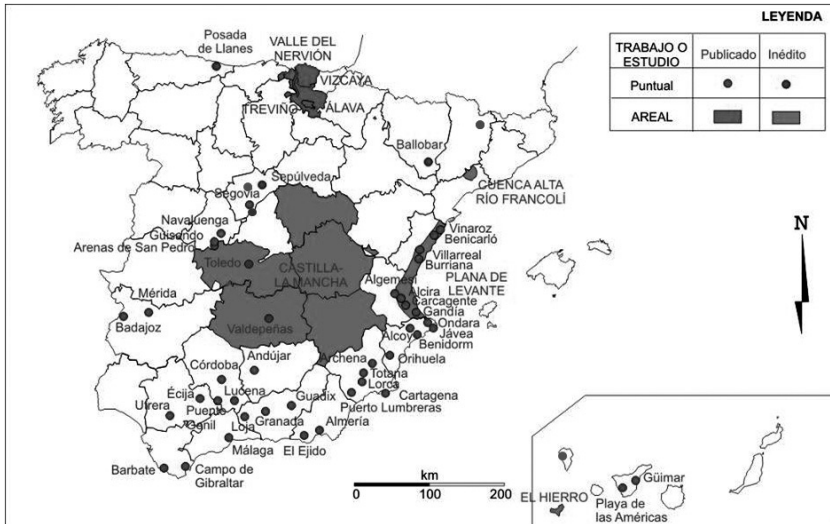 LEYENDA
TRABAJO O
ESTUDIO
Publicado
Inédito
Puntual
AREAL
Posada
de Llanes
VALLE DEL
NERVIÓN
VIZCAYA
TREVIÑO
ÁLAVA
Ballobar
CUENCA ALTA
RÍO FRANCOLÍ
Sepúlveda
Segovia
Navaluenga
Guisando
Arenas de San Pedro
Toledo
CASTILLA-
LA MANCHA
Vinaroz
Benicarló
Villarreal
Burriana
PLANA DE
LEVANTE
Algemesí
Alcira
Carcagente
Gandía
Ondara
Jávea
Alcoy
Benidorm
Mérida
Badajoz
Valdepeñas
Andújar
Archena
Orihuela
Totana
Lorca
Cartagena
Puerto Lumbreras
Córdoba
Écija
Lucena
Utrera
Puente
Genil
Loja
Granada
Guadix
Almería
El Ejido
Málaga
Barbate
Campo de
Gibraltar
N
km
0
100
200
EL HIERRO
Güimar
Playa de
las Américas